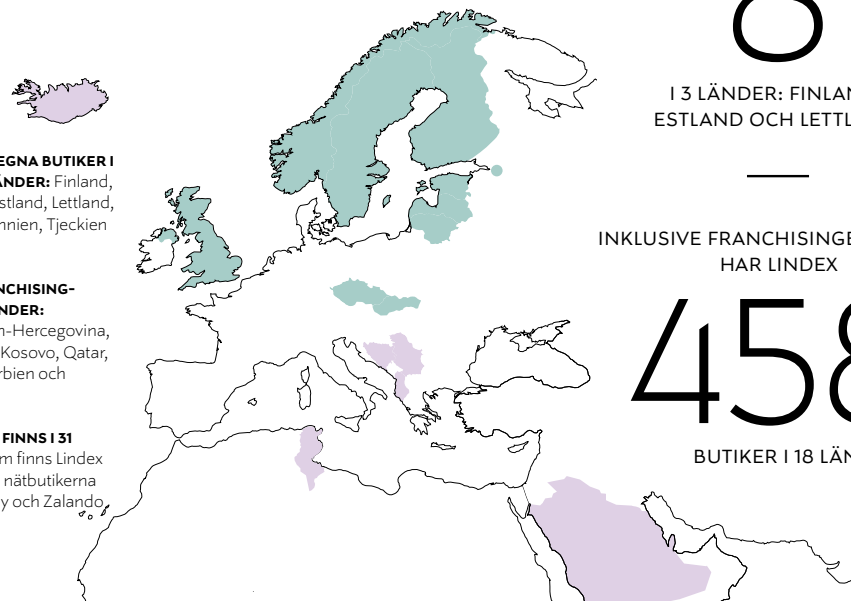 EGNA BUTIKER I
ÄNDER: Finland,
stland, Lettland,
nnien, Tjeckien
NCHISING-
NDER:
n-Hercegovina,
Kosovo, Qatar,
rbien och
FINNS I 31
m finns Lindex
nätbutikerna
y och Zalando
I 3 LÄNDER: FINLAN
ESTLAND OCH LETTL
INKLUSIVE FRANCHISINGE
HAR LINDEX
458
BUTIKER I 18 LÄN